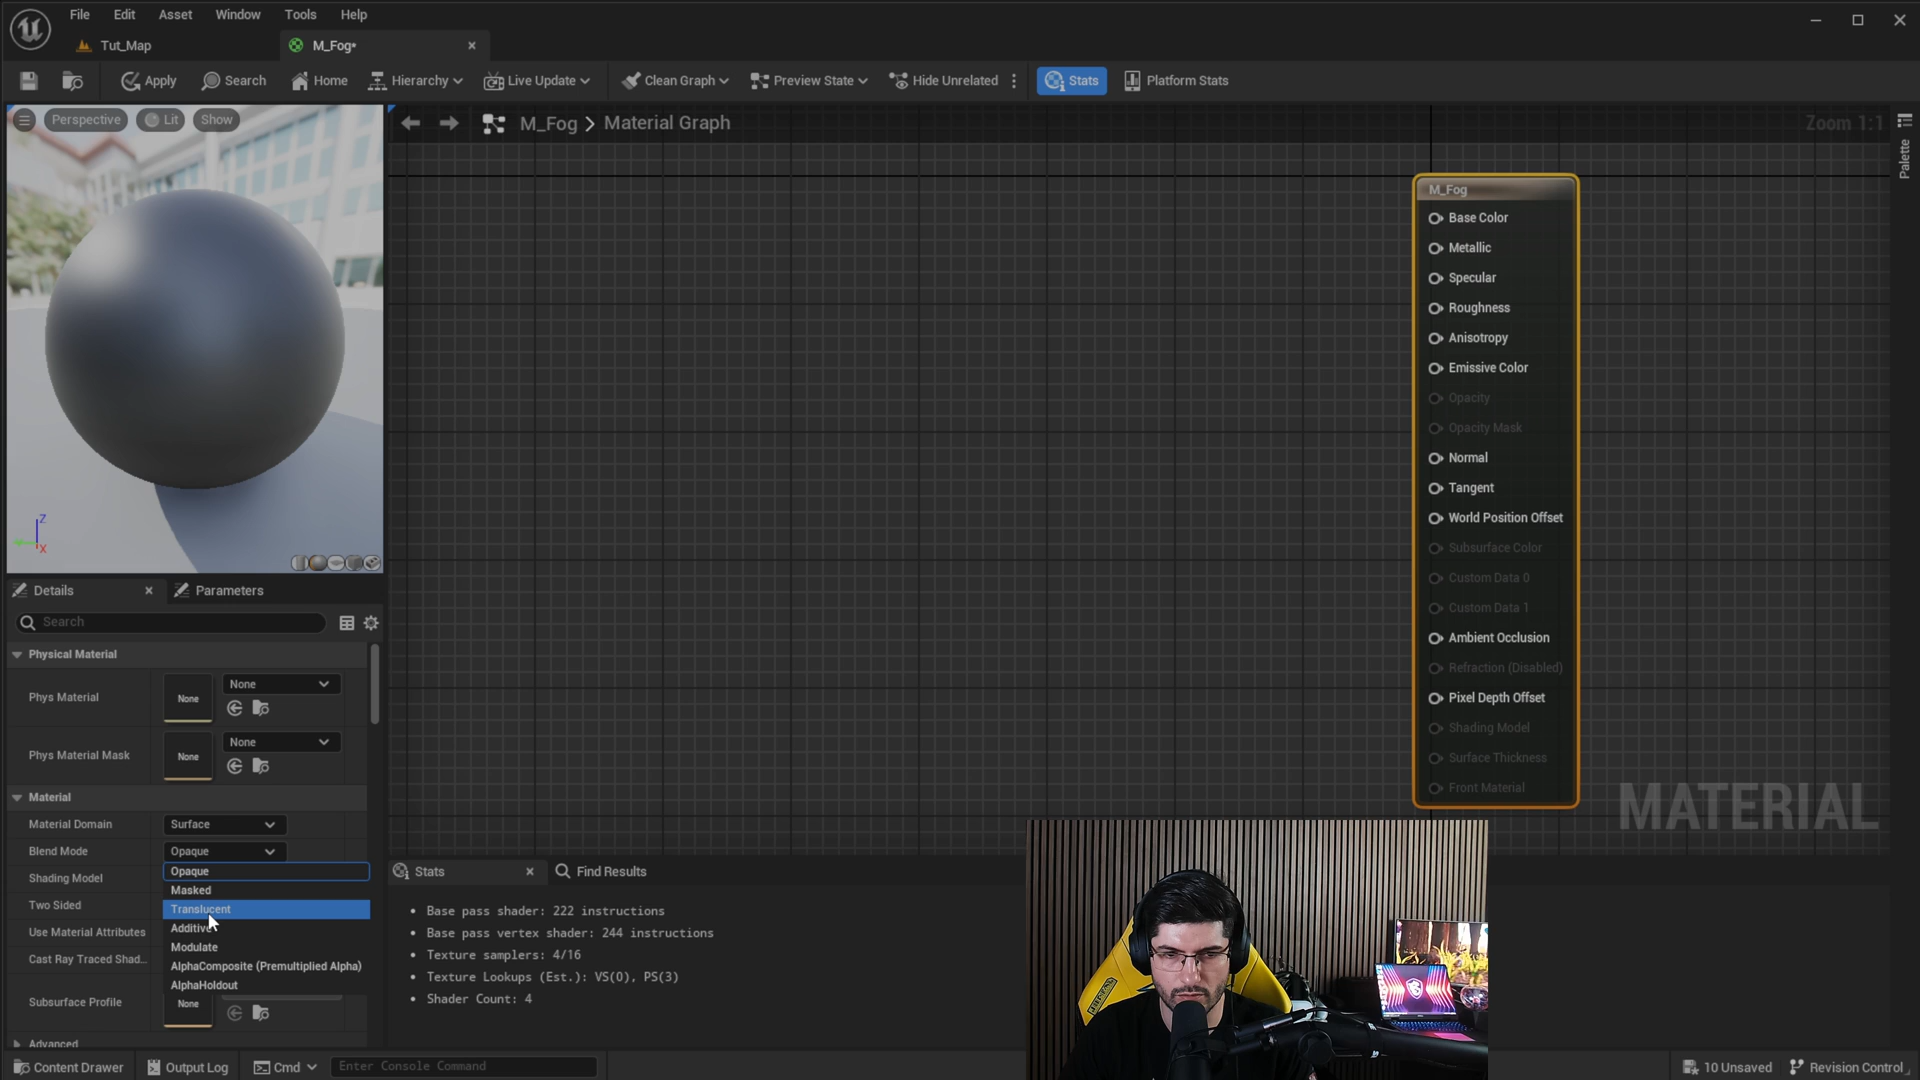 File Edit Asset Window Tools Help
Tut_Map
M_Fog*
Apply Search Home Hierarchy Live Update Clean Graph Preview State Hide Unrelated Stats Platform Stats
Perspective Lit Show
M_Fog > Material Graph
Zoom 1:1
Palette
M_Fog
Base Color
Metallic
Specular
Roughness
Anisotropy
Emissive Color
Opacity
Opacity Mask
Normal
Tangent
World Position Offset
Subsurface Color
Custom Data 0
Custom Data 1
Ambient Occlusion
Refraction (Disabled)
Pixel Depth Offset
Shading Model
Surface Thickness
Front Material
MATERIAL
Z
X
Details
Parameters
Search
Physical Material
Phys Material
None
None
Phys Material Mask
None
None
Material
Material Domain Surface
Blend Mode Opaque
Opaque
Shading Model
Masked
Two Sided
Translucent
Additive
Use Material Attributes
Modulate
Cast Ray Traced Shad...
AlphaComposite (Premultiplied Alpha)
AlphaHoldout
Subsurface Profile
None
Advanced
Stats
Find Results
Base pass shader: 222 instructions
Base pass vertex shader: 244 instructions
Texture samplers: 4/16
Texture Lookups (Est.): VS(0), PS(3)
Shader Count: 4
Content Drawer Output Log Cmd Enter Console Command
10 Unsaved Revision Control